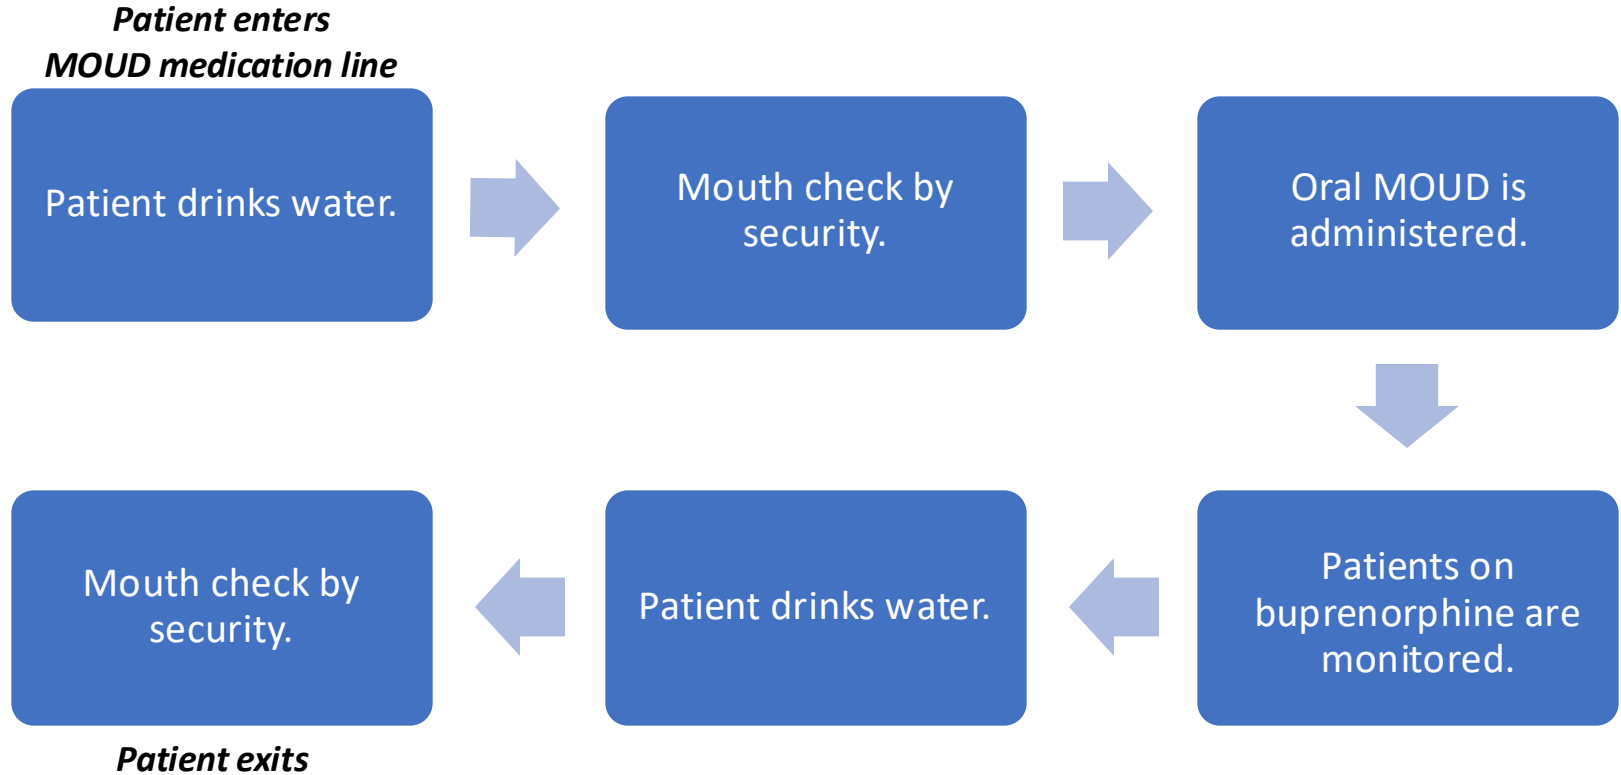 Patient enters
MOUD medication line
Patient drinks water.
Mouth check by
security.
Oral MOUD is
administered.
Patients on
buprenorphine are
monitored.
Patient drinks water.
Mouth check by
security.
Patient exits